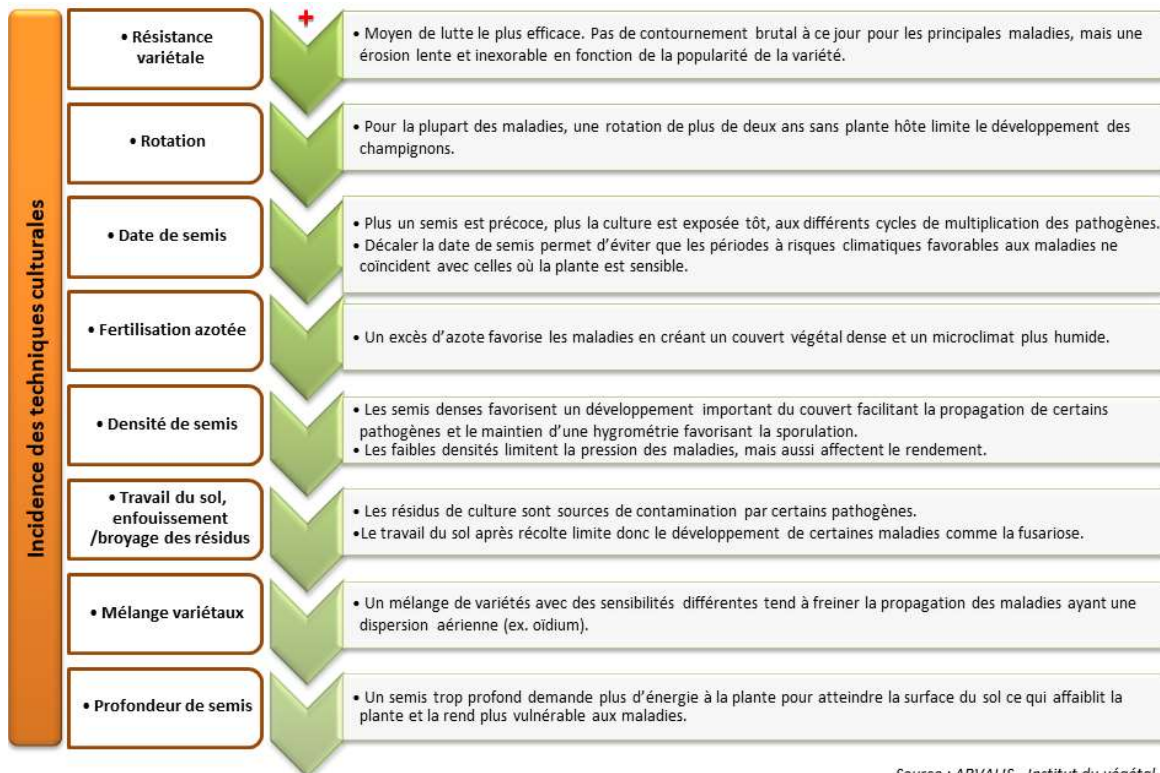 Incidence des techniques culturales
+
• Résistance
variétale
• Moyen de lutte le plus efficace. Pas de contournement brutal à ce jour pour les principales maladies, mais une
érosion lente et inexorable en fonction de la popularité de la variété.
• Rotation
• Pour la plupart des maladies, une rotation de plus de deux ans sans plante hôte limite le développement des
champignons.
• Date de semis
• Plus un semis est précoce, plus la culture est exposée tôt, aux différents cycles de multiplication des pathogènes.
• Décaler la date de semis permet d'éviter que les périodes à risques climatiques favorables aux maladies ne
coïncident avec celles où la plante est sensible.
• Fertilisation azotée
• Un excès d'azote favorise les maladies en créant un couvert végétal dense et un microclimat plus humide.
• Densité de semis
• Les semis denses favorisent un développement important du couvert facilitant la propagation de certains
pathogènes et le maintien d'une hygrométrie favorisant la sporulation.
• Les faibles densités limitent la pression des maladies, mais aussi affectent le rendement.
• Travail du sol,
enfouissement
/broyage des résidus
• Les résidus de culture sont sources de contamination par certains pathogènes.
•Le travail du sol après récolte limite donc le développement de certaines maladies comme la fusariose.
• Mélange variétaux
• Un mélange de variétés avec des sensibilités différentes tend à freiner la propagation des maladies ayant une
dispersion aérienne (ex. oïdium).
• Profondeur de semis
• Un semis trop profond demande plus d'énergie à la plante pour atteindre la surface du sol ce qui affaiblit la
plante et la rend plus vulnérable aux maladies.
Source : ARVALIS - Institut du végétal